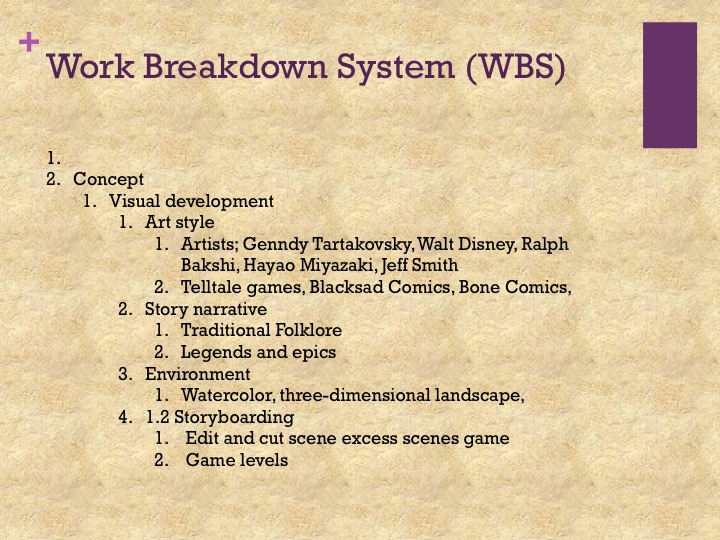 +
Work Breakdown System (WBS)
1.
2. Concept
1. Visual development
1. Art style
1. Artists; Genndy Tartakovsky, Walt Disney, Ralph
Bakshi, Hayao Miyazaki, Jeff Smith
2. Telltale games, Blacksad Comics, Bone Comics,
2. Story narrative
1. Traditional Folklore
2. Legends and epics
3. Environment
1. Watercolor, three-dimensional landscape,
4. 1.2 Storyboarding
1. Edit and cut scene excess scenes game
2. Game levels